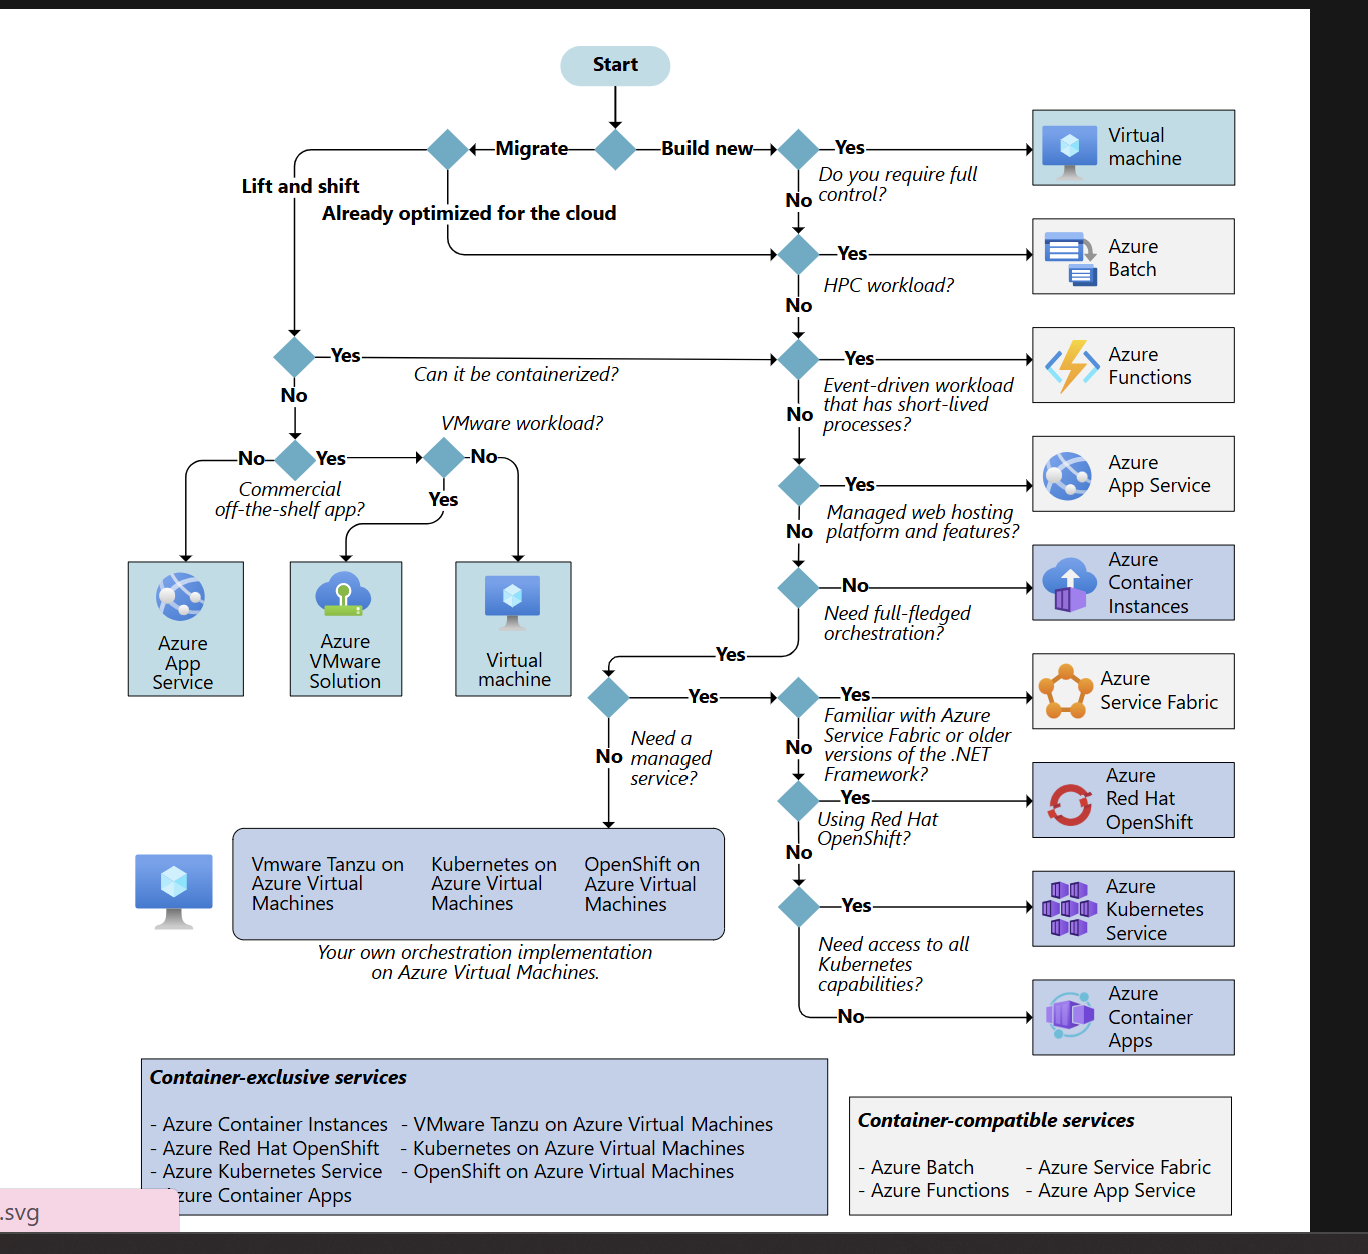 Start
Migrate
Build new
Yes
Do you require full
control?
No
Virtual
machine
Lift and shift
Already optimized for the cloud
Yes
HPC workload?
No
Azure
Batch
Yes
Can it be containerized?
No
Yes
Event-driven workload
that has short-lived
processes?
No
Azure
Functions
VMware workload?
No
Yes
Commercial
off-the-shelf app?
No
Yes
Yes
Managed web hosting
platform and features?
No
Azure
App Service
Azure
App
Service
Azure
VMware
Solution
Virtual
machine
No
Need full-fledged
orchestration?
Yes
Azure
Container
Instances
Yes
Need a
managed
service?
No
Yes
Familiar with Azure
Service Fabric or older
versions of the .NET
Framework?
No
Azure
Service Fabric
Yes
Using Red Hat
OpenShift?
No
Azure
Red Hat
OpenShift
Vmware Tanzu on
Azure Virtual
Machines
Kubernetes on
Azure Virtual
Machines
OpenShift on
Azure Virtual
Machines
Your own orchestration implementation
on Azure Virtual Machines.
Yes
Need access to all
Kubernetes
capabilities?
No
Azure
Kubernetes
Service
Azure
Container
Apps
Container-exclusive services
- Azure Container Instances
- Azure Red Hat OpenShift
- Azure Kubernetes Service
zure Container Apps
- VMware Tanzu on Azure Virtual Machines
- Kubernetes on Azure Virtual Machines
- OpenShift on Azure Virtual Machines
Container-compatible services
- Azure Batch
- Azure Functions
- Azure Service Fabric
- Azure App Service
.svg